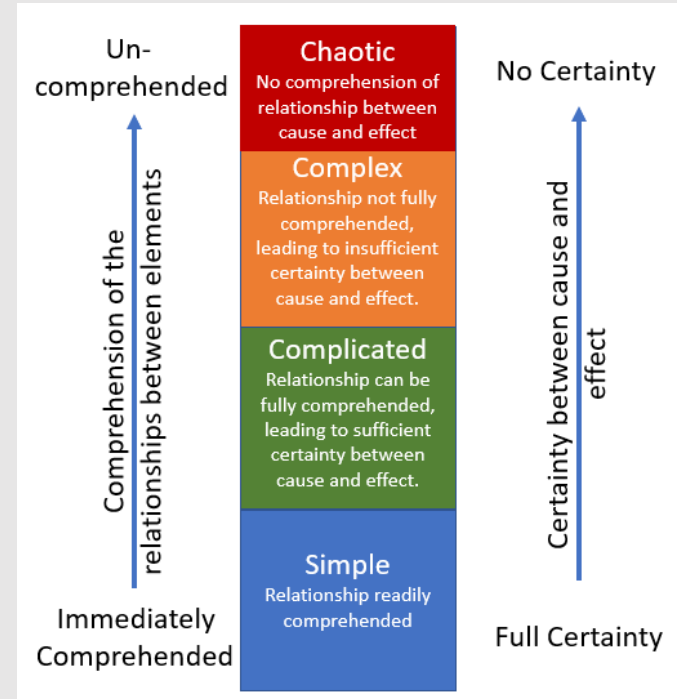 Un-
comprehended
Comprehension of the
relationships between elements
Immediately
Comprehended
Chaotic
No comprehension of
relationship between
cause and effect
Complex
Relationship not fully
comprehended,
leading to insufficient
certainty between
cause and effect.
Complicated
Relationship can be
fully comprehended,
leading to sufficient
certainty between
cause and effect.
Simple
Relationship readily
comprehended
No Certainty
Certainty between cause and
effect
Full Certainty